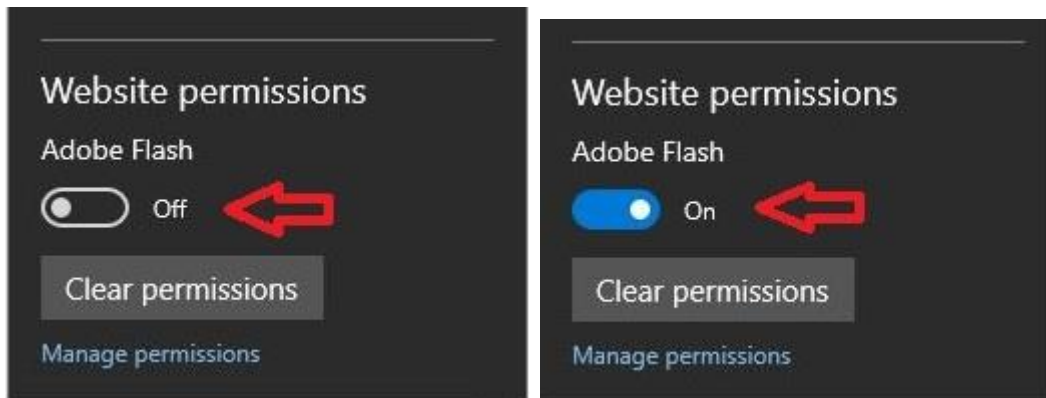 Website permissions
Adobe Flash
Off
Clear permissions
Manage permissions
Website permissions
Adobe Flash
On
Clear permissions
Manage permissions